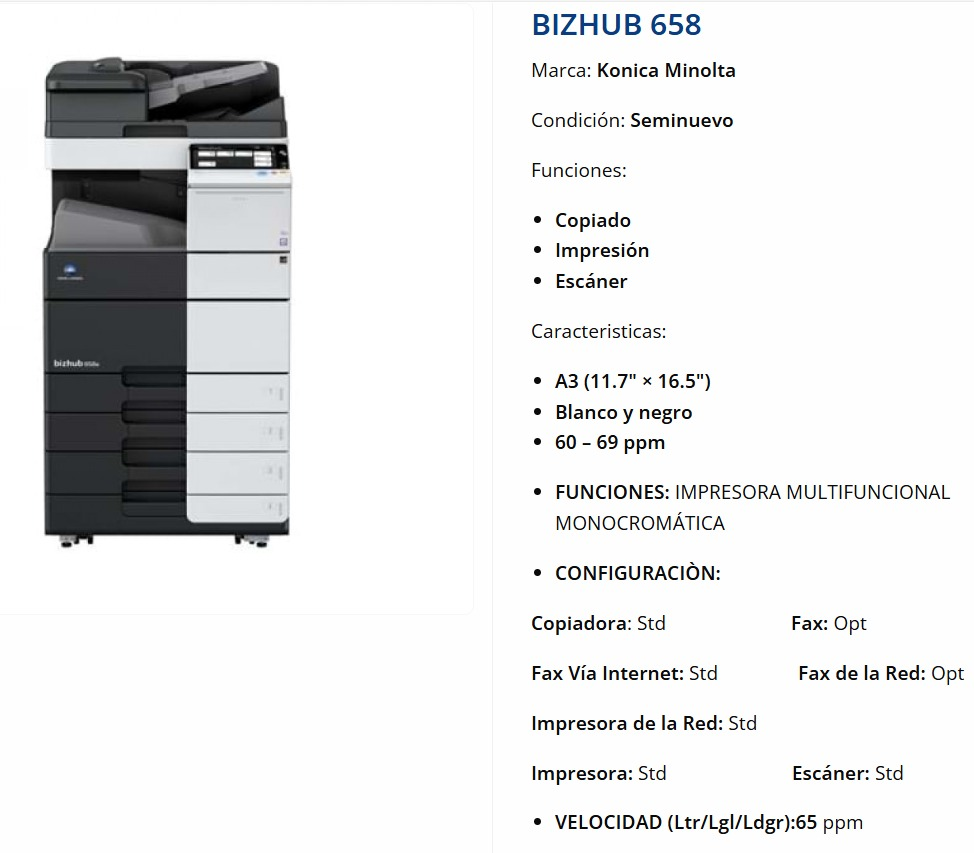 BIZHUB 658
Marca: Konica Minolta
Condición: Seminuevo
Funciones:
• Copiado
• Impresión
• Escáner
Caracteristicas:
• A3 (11.7" × 16.5")
• Blanco y negro
• 60 – 69 ppm
• FUNCIONES: IMPRESORA MULTIFUNCIONAL
MONOCROMÁTICA
• CONFIGURACIÒN:
Copiadora: Std Fax: Opt
Fax Vía Internet: Std Fax de la Red: Opt
Impresora de la Red: Std
Impresora: Std Escáner: Std
• VELOCIDAD (Ltr/Lgl/Ldgr):65 ppm
bizhub